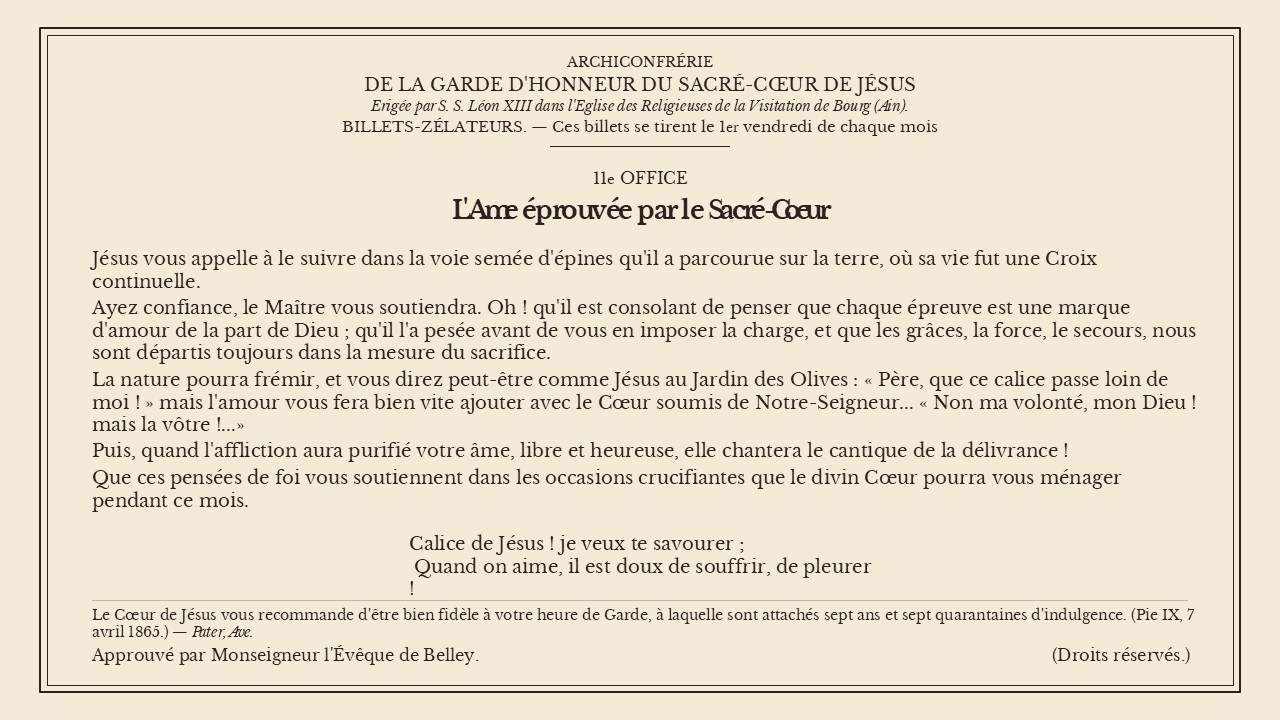 ARCHICONFRÉRIE
DE LA GARDE D'HONNEUR DU SACRÉ-CŒUR DE JÉSUS
Erigée par S. S. Léon XIII dans l'Eglise des Religieuses de la Visitation de Bourg (Ain).
BILLETS-ZÉLATEURS. — Ces billets se tirent le 1er vendredi de chaque mois
11e OFFICE
L'Ame éprouvée par le Sacré-Cœur
Jésus vous appelle à le suivre dans la voie semée d'épines qu'il a parcourue sur la terre, où sa vie fut une Croix
continuelle.
Ayez confiance, le Maître vous soutiendra. Oh ! qu'il est consolant de penser que chaque épreuve est une marque
d'amour de la part de Dieu ; qu'il l'a pesée avant de vous en imposer la charge, et que les grâces, la force, le secours, nous
sont départis toujours dans la mesure du sacrifice.
La nature pourra frémir, et vous direz peut-être comme Jésus au Jardin des Olives : « Père, que ce calice passe loin de
moi ! » mais l'amour vous fera bien vite ajouter avec le Cœur soumis de Notre-Seigneur... « Non ma volonté, mon Dieu !
mais la vôtre !...»
Puis, quand l'affliction aura purifié votre âme, libre et heureuse, elle chantera le cantique de la délivrance !
Que ces pensées de foi vous soutiennent dans les occasions crucifiantes que le divin Cœur pourra vous ménager
pendant ce mois.
Calice de Jésus ! je veux te savourer ;
Quand on aime, il est doux de souffrir, de pleurer
!
Le Cœur de Jésus vous recommande d'être bien fidèle à votre heure de Garde, à laquelle sont attachés sept ans et sept quarantaines d'indulgence. (Pie IX, 7
avril 1865.) — Pater, Ave.
Approuvé par Monseigneur l'Évêque de Belley. (Droits réservés.)